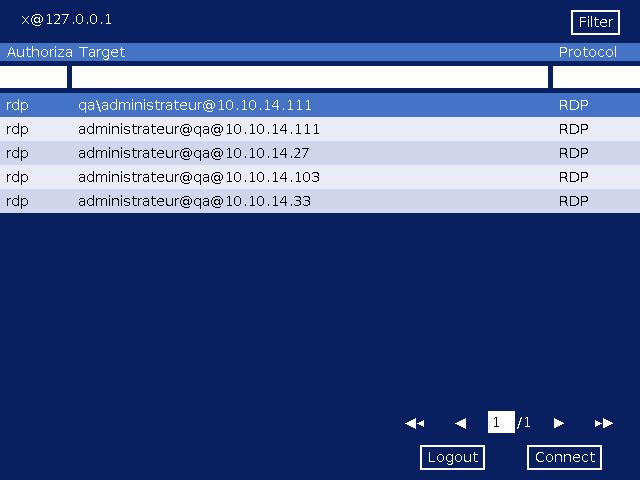 x@127.0.0.1
Filter
Authoriza Target Protocol
rdp qa\administrateur@10.10.14.111 RDP
rdp administrateur@qa@10.10.14.111 RDP
rdp administrateur@qa@10.10.14.27 RDP
rdp administrateur@qa@10.10.14.103 RDP
rdp administrateur@qa@10.10.14.33 RDP
1 /1
Logout Connect